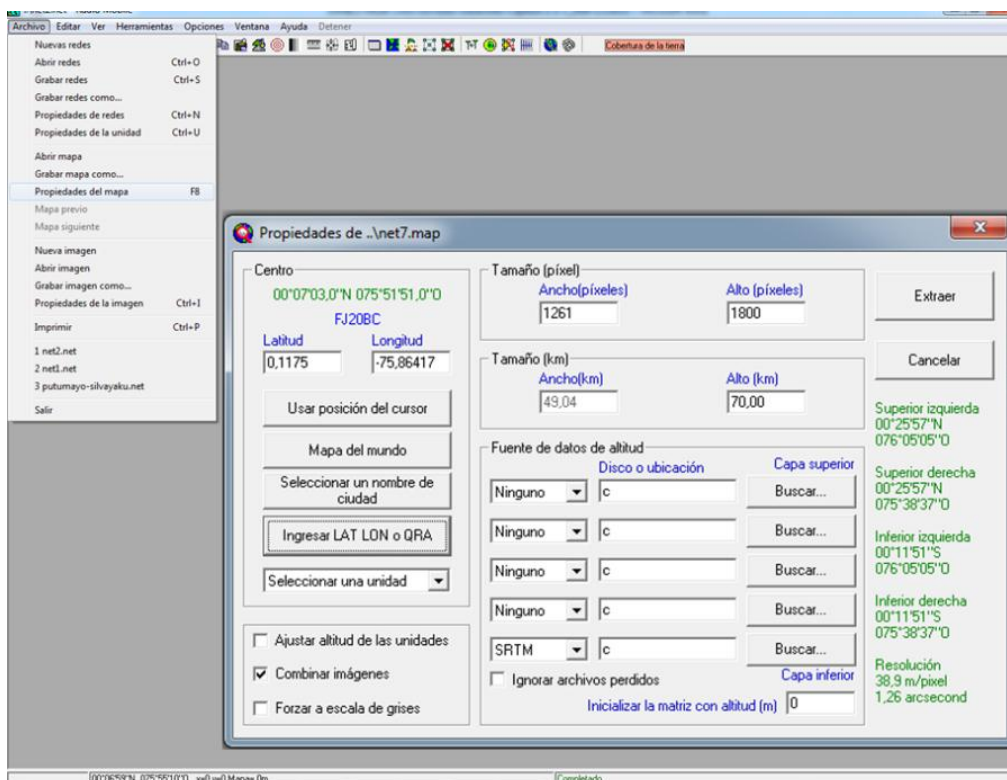 Archivo Editar Ver Herramientas Opciones Ventana Ayuda Detener
Cobertura de la tierra
Nuevas redes
Abrir redes Ctrl+O
Grabar redes Ctrl+S
Grabar redes como...
Propiedades de redes Ctrl+N
Propiedades de la unidad Ctrl+U
Abrir mapa
Grabar mapa como...
Propiedades del mapa F8
Mapa previo
Mapa siguiente
Nueva imagen
Abrir imagen
Grabar imagen como...
Propiedades de la imagen Ctrl+I
Imprimir Ctrl+P
1 net2.net
2 net1.net
3 putumayo-silvayaku.net
Salir
Propiedades de ..\net7.map
Centro
00°07'03,0''N 075°51'51,0''O
FJ20BC
Latitud Longitud
0,1175 -75,86417
Usar posición del cursor
Mapa del mundo
Seleccionar un nombre de
ciudad
Ingresar LAT LON o QRA
Seleccionar una unidad
Ajustar altitud de las unidades
Combinar imágenes
Forzar a escala de grises
Tamaño (píxel)
Ancho(píxeles) Alto (píxeles)
1261 1800
Tamaño (km)
Ancho(km) Alto (km)
49,04 70,00
Fuente de datos de altitud
Disco o ubicación Capa superior
Ninguno c Buscar...
Ninguno c Buscar...
Ninguno c Buscar...
Ninguno c Buscar...
SRTM c Buscar...
Ignorar archivos perdidos Capa inferior
Inicializar la matriz con altitud (m) 0
Extraer
Cancelar
Superior izquierda
00°25'57''N
076°05'05''O
Superior derecha
00°25'57''N
075°38'37''O
Inferior izquierda
00°11'51''S
076°05'05''O
Inferior derecha
00°11'51''S
075°38'37''O
Resolución
38,9 m/pixel
1,26 arcsecond
00°06'59''N 075°55'10''O x=0 y=0 Mapa= 0m
Completado